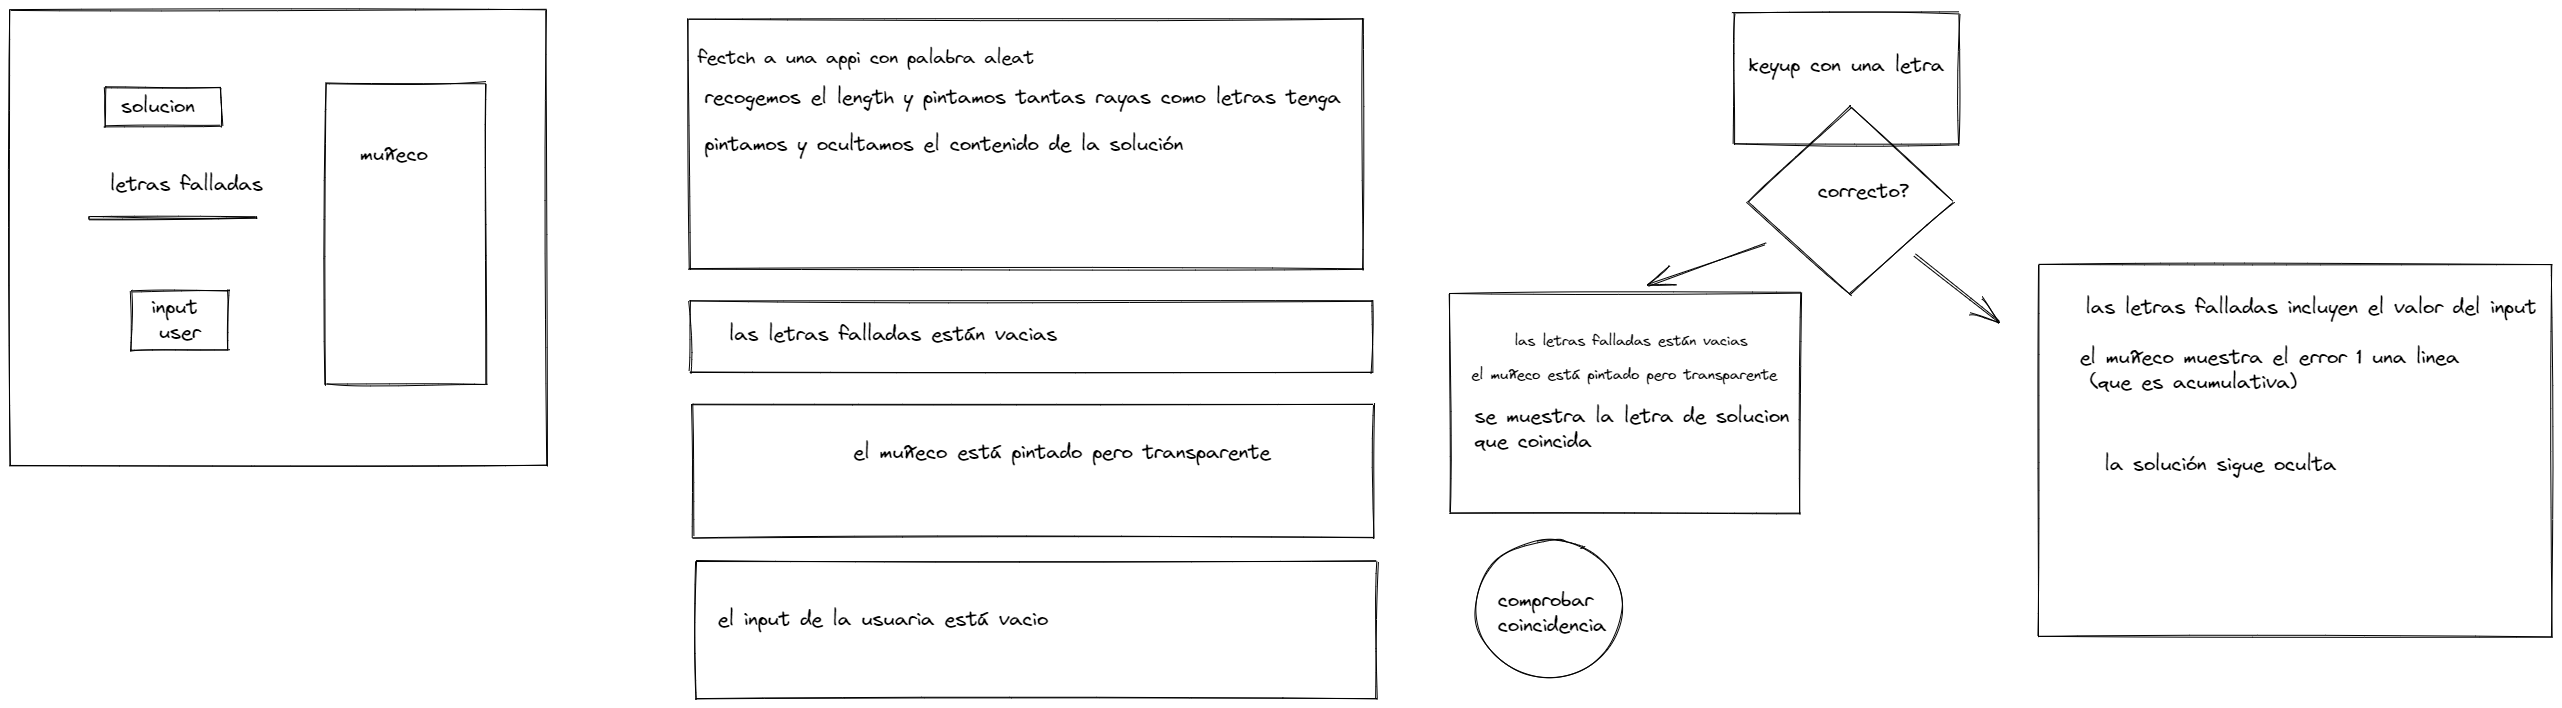 solucion
letras falladas
input
user
muñeco
fectch a una appi con palabra aleat
recogemos el length y pintamos tantas rayas como letras tenga
pintamos y ocultamos el contenido de la solución
las letras falladas están vacias
el muñeco está pintado pero transparente
el input de la usuaria está vacio
keyup con una letra
correcto?
las letras falladas están vacias
el muñeco está pintado pero transparente
se muestra la letra de solucion
que coincida
comprobar
coincidencia
las letras falladas incluyen el valor del input
el muñeco muestra el error 1 una linea
(que es acumulativa)
la solución sigue oculta